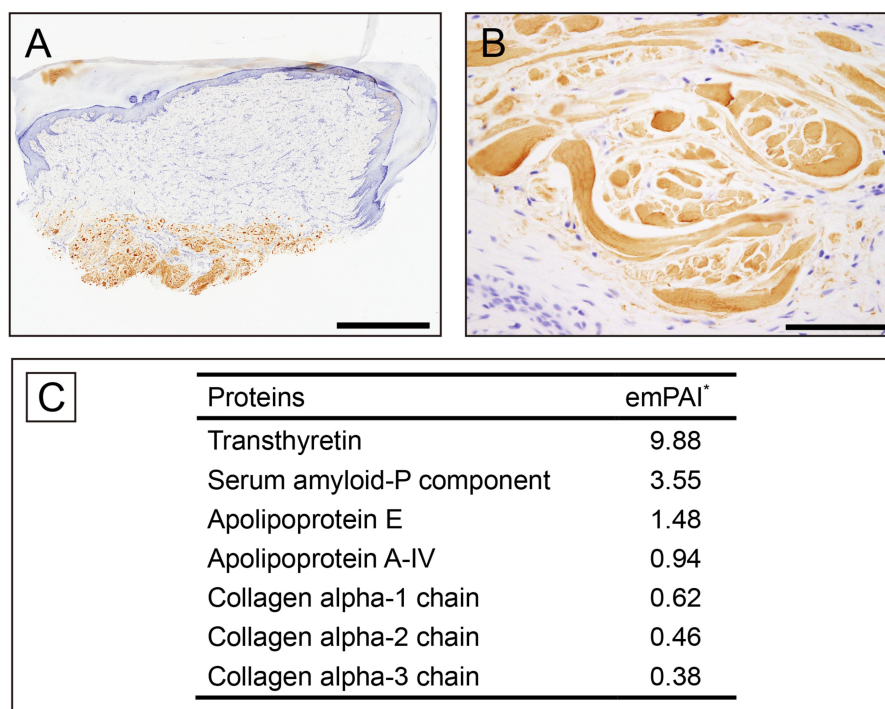 A
B
C
Proteins emPAI*
Transthyretin 9.88
Serum amyloid-P component 3.55
Apolipoprotein E 1.48
Apolipoprotein A-IV 0.94
Collagen alpha-1 chain 0.62
Collagen alpha-2 chain 0.46
Collagen alpha-3 chain 0.38